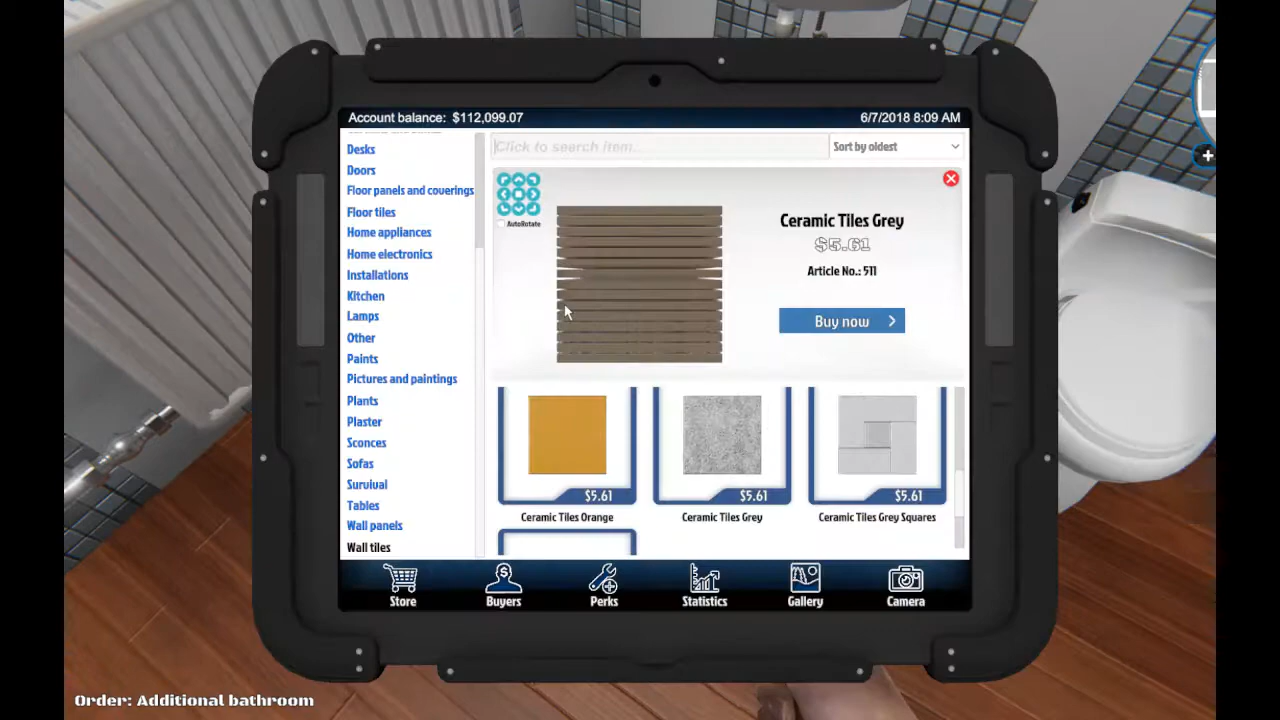 Account balance: $112,099.07
6/7/2018 8:09 AM
Desks
Doors
Floor panels and coverings
Floor tiles
Home appliances
Home electronics
Installations
Kitchen
Lamps
Other
Paints
Pictures and paintings
Plants
Plaster
Sconces
Sofas
Survival
Tables
Wall panels
Wall tiles
Click to search item...
Sort by oldest
AutoRotate
Ceramic Tiles Grey
$5.61
Article No.: 511
Buy now
$5.61
$5.61
$5.61
Ceramic Tiles Orange
Ceramic Tiles Grey
Ceramic Tiles Grey Squares
Store
Buyers
Perks
Statistics
Gallery
Camera
Order: Additional bathroom